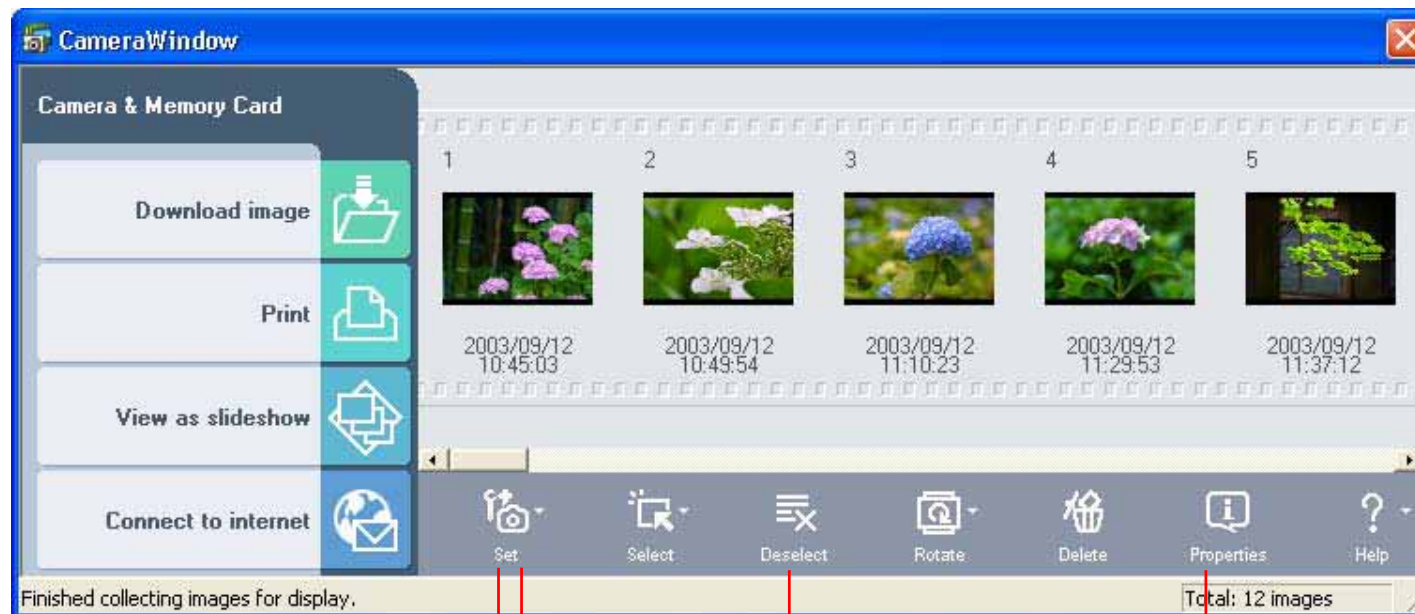 CameraWindow
Camera & Memory Card
Download image
Print
View as slideshow
Connect to internet
1 2 3 4 5
2003/09/12 2003/09/12 2003/09/12 2003/09/12 2003/09/12
10:45:03 10:49:54 11:10:23 11:29:53 11:37:12
Set Select Deselect Rotate Delete Properties Help
Finished collecting images for display. Total: 12 images